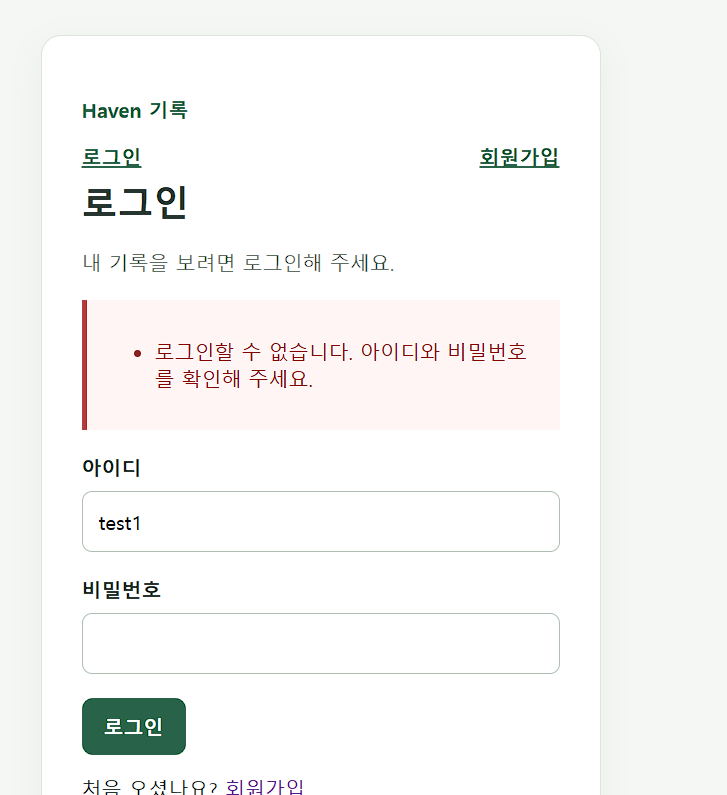 Haven 기록
로그인 회원가입
로그인
내 기록을 보려면 로그인해 주세요.
로그인할 수 없습니다. 아이디와 비밀번호
를 확인해 주세요.
아이디
test1
비밀번호
로그인
처음 오셨나요? 회원가입